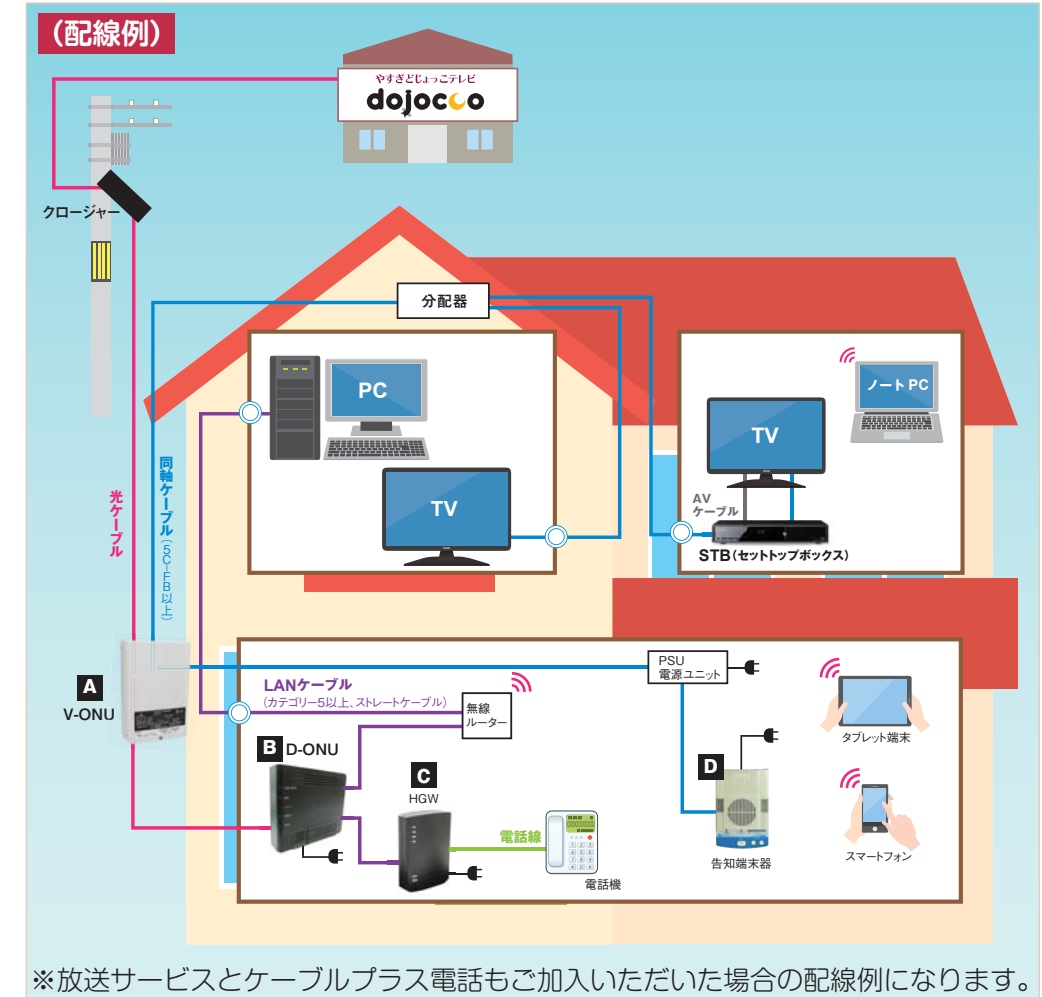 (配線例)
やすぎどじょっこテレビ
dojocco
クロージャー
分配器
PC
ノートPC
TV
TV
AV
ケーブル
STB(セットトップボックス)
光ケーブル
同軸ケーブル(5C-FB以上)
A
V-ONU
LANケーブル
(カテゴリー5以上、ストレートケーブル)
無線
ルーター
PSU
電源ユニット
タブレット端末
B D-ONU
C
HGW
電話線
電話機
D
告知端末器
スマートフォン
※放送サービスとケーブルプラス電話もご加入いただいた場合の配線例になります。